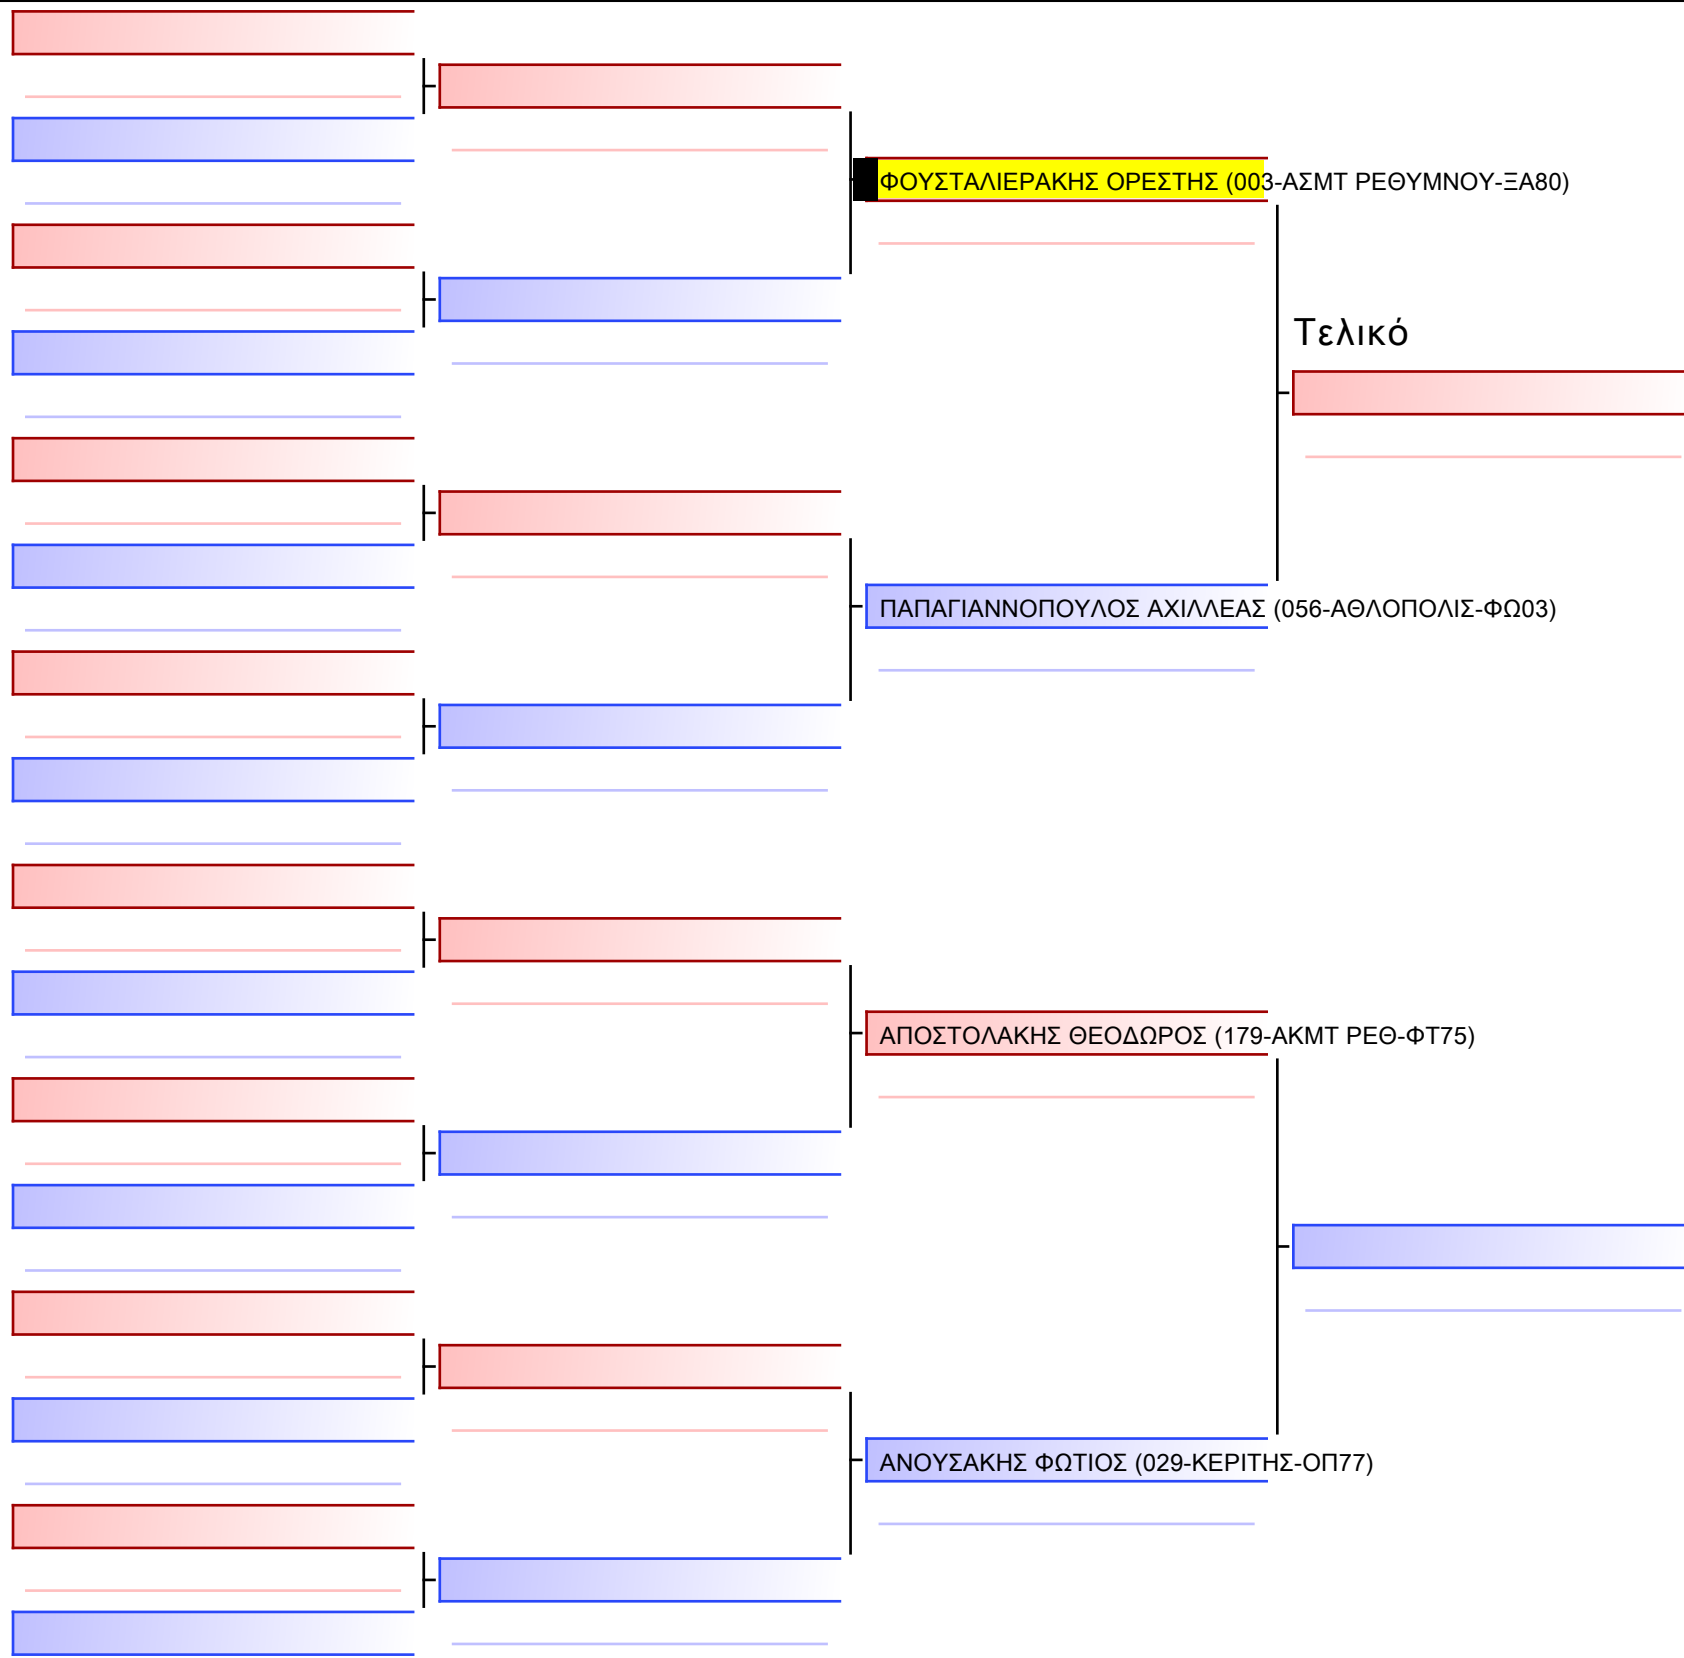 ΦΟΥΣΤΑΛΙΕΡΑΚΗΣ ΟΡΕΣΤΗΣ (003-ΑΣΜΤ ΡΕΘΥΜΝΟΥ-ΞΑ80)
Τελικό
ΠΑΠΑΓΙΑΝΝΟΠΟΥΛΟΣ ΑΧΙΛΛΕΑΣ (056-ΑΘΛΟΠΟΛΙΣ-ΦΩ03)
ΑΠΟΣΤΟΛΑΚΗΣ ΘΕΟΔΩΡΟΣ (179-ΑΚΜΤ ΡΕΘ-ΦΤ75)
ΑΝΟΥΣΑΚΗΣ ΦΩΤΙΟΣ (029-ΚΕΡΙΤΗΣ-ΟΠ77)